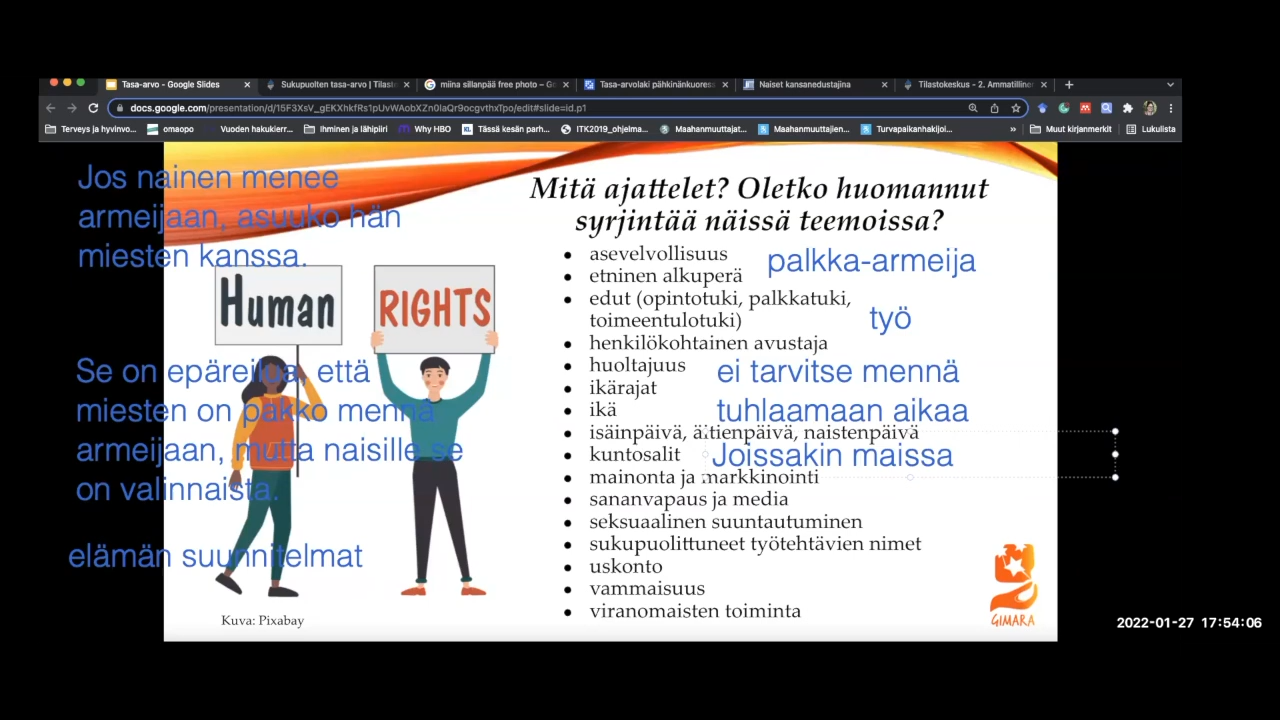 Tasa-arvo - Google Slides
Sukupuolten tasa-arvo | Tilast
miina sillanpää free photo – Go
Tasa-arvolaki pähkinänkuores
Naiset kansanedustajina
Tilastokeskus - 2. Ammatilliner
docs.google.com/presentation/d/15F3XsV_gEKXhkfRs1pUvWAobXZn0laQr9ocgvthxTpo/edit#slide=id.p1
Terveys ja hyvinvo...
omaopo
Vuoden hakukierr...
Ihminen ja lähipiiri
Why HBO
Tässä kesän parh...
ITK2019_ohjelma...
Maahanmuuttajat...
Maahanmuuttajien...
Turvapaikanhakijoi...
»
Muut kirjanmerkit
Lukulista
Jos nainen menee
armeijaan, asuuko hän
miesten kanssa.
Human
RIGHTS
Se on epäreilua, että
miesten on pakko mennä
armeijaan, mutta naisille se
on valinnaista.
elämän suunnitelmat
Kuva: Pixabay
Mitä ajattelet? Oletko huomannut
syrjintää näissä teemoissa?
• asevelvollisuus
palkka-armeija
• etninen alkuperä
• edut (opintotuki, palkkatuki,
toimeentulotuki)
työ
• henkilökohtainen avustaja
• huoltajuus
ei tarvitse mennä
• ikärajat
• ikä
tuhlaamaan aikaa
• isäinpäivä, äitienpäivä, naistenpäivä
• kuntosalit
Joissakin maissa
• mainonta ja markkinointi
• sananvapaus ja media
• seksuaalinen suuntautuminen
• sukupuolittuneet työtehtävien nimet
• uskonto
• vammaisuus
• viranomaisten toiminta
GIMARA
2022-01-27 17:54:06